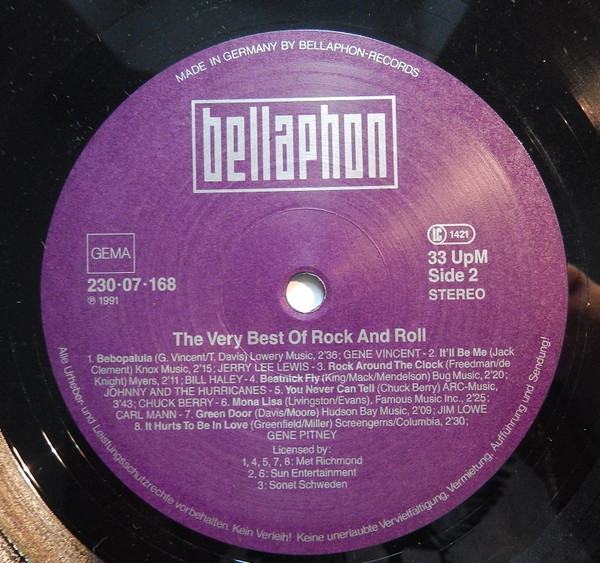 MADE IN GERMANY BY BELLAPHON-RECORDS
bellaphon
GEMA
230·07·168
℗ 1991
LC 1421
33 UpM
Side 2
STEREO
The Very Best Of Rock And Roll
1. Bebopalula (G. Vincent/T. Davis) Lowery Music, 2'36; GENE VINCENT - 2. It'll Be Me (Jack
Clement) Knox Music, 2'15; JERRY LEE LEWIS - 3. Rock Around The Clock (Freedman/de
Knight) Myers, 2'11; BILL HALEY - 4. Beatnick Fly (King/Mack/Mendelson) Bug Music, 2'20;
JOHNNY AND THE HURRICANES - 5. You Never Can Tell (Chuck Berry) ARC-Music,
3'43; CHUCK BERRY - 6. Mona Lisa (Livingston/Evans), Famous Music Inc., 2'25;
CARL MANN - 7. Green Door (Davis/Moore) Hudson Bay Music, 2'09; JIM LOWE
8. It Hurts To Be In Love (Greenfield/Miller) Screengems/Columbia, 2'30;
GENE PITNEY
Licensed by:
1, 4, 5, 7, 8: Met Richmond
2, 6: Sun Entertainment
3: Sonet Schweden
Alle Urheber- und Leistungsschutzrechte vorbehalten. Kein Verleih! Keine unerlaubte Vervielfältigung, Vermietung, Aufführung und Sendung!